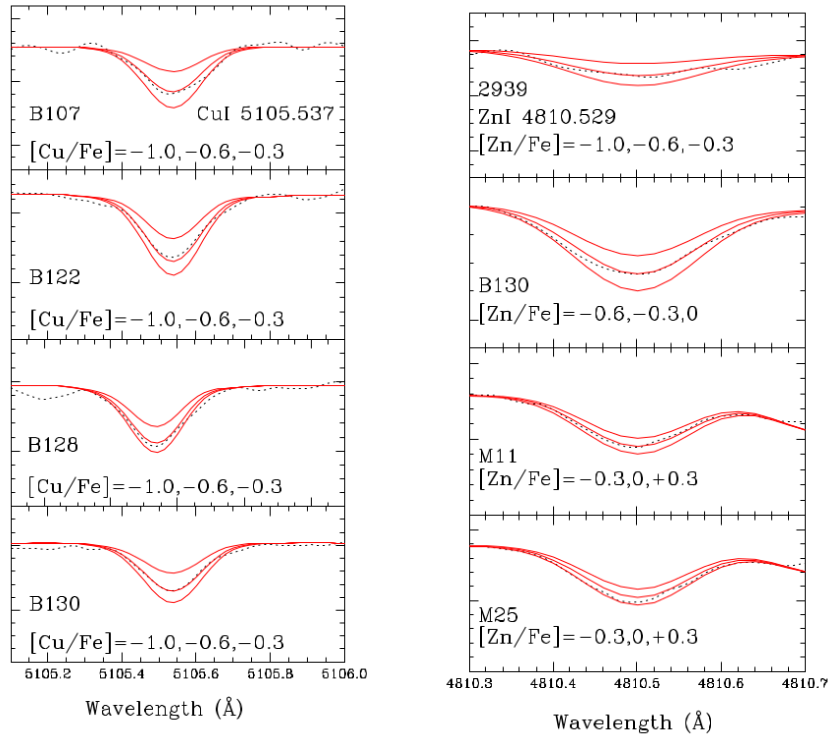 B107 CuI 5105.537
[Cu/Fe]=−1.0,−0.6,−0.3
B122
[Cu/Fe]=−1.0,−0.6,−0.3
B128
[Cu/Fe]=−1.0,−0.6,−0.3
B130
[Cu/Fe]=−1.0,−0.6,−0.3
5105.2 5105.4 5105.6 5105.8 5106.0
Wavelength (Å)
2939
ZnI 4810.529
[Zn/Fe]=−1.0,−0.6,−0.3
B130
[Zn/Fe]=−0.6,−0.3,0
M11
[Zn/Fe]=−0.3,0,+0.3
M25
[Zn/Fe]=−0.3,0,+0.3
4810.3 4810.4 4810.5 4810.6 4810.7
Wavelength (Å)